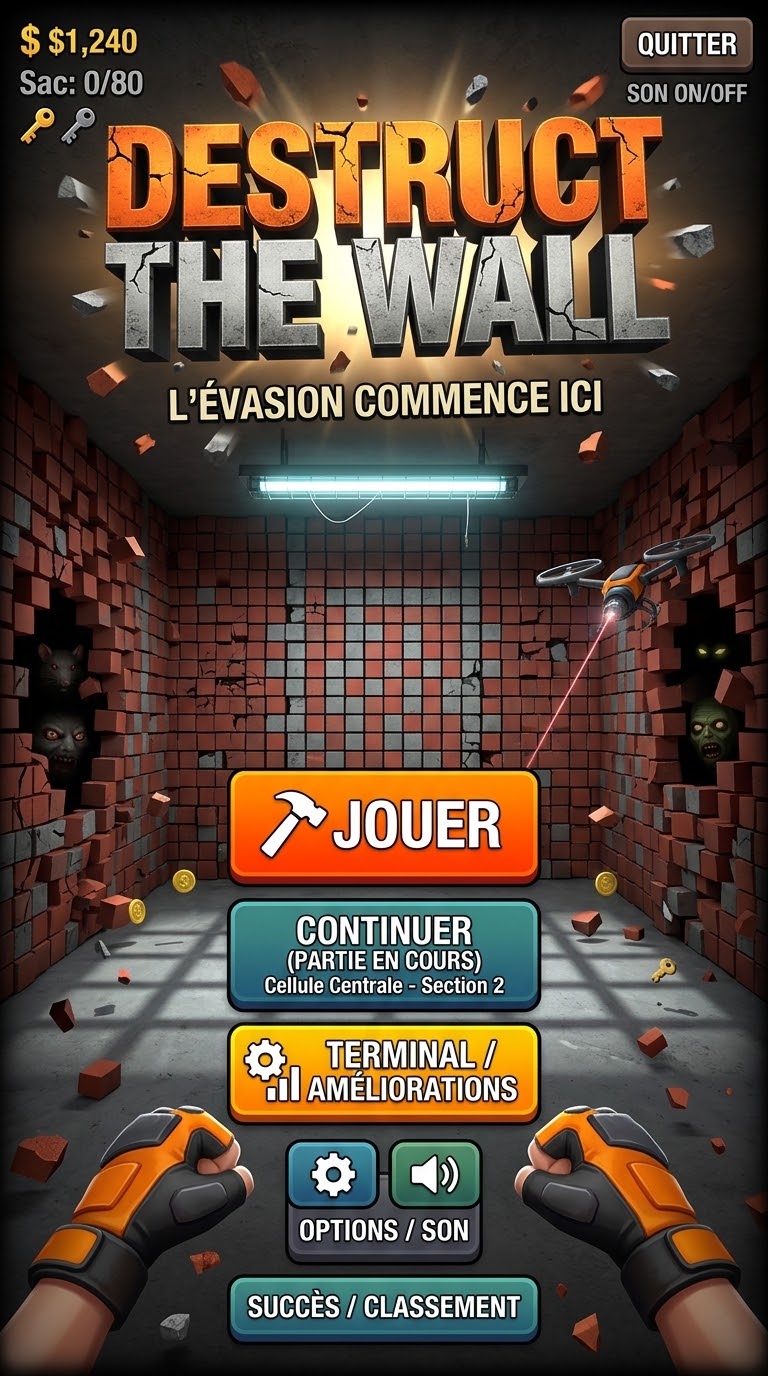 $ $1,240
QUITTER
Sac: 0/80
SON ON/OFF
DESTRUCT
THE WALL
L'ÉVASION COMMENCE ICI
JOUER
CONTINUER
(PARTIE EN COURS)
Cellule Centrale - Section 2
TERMINAL /
AMÉLIORATIONS
OPTIONS / SON
SUCCÈS / CLASSEMENT